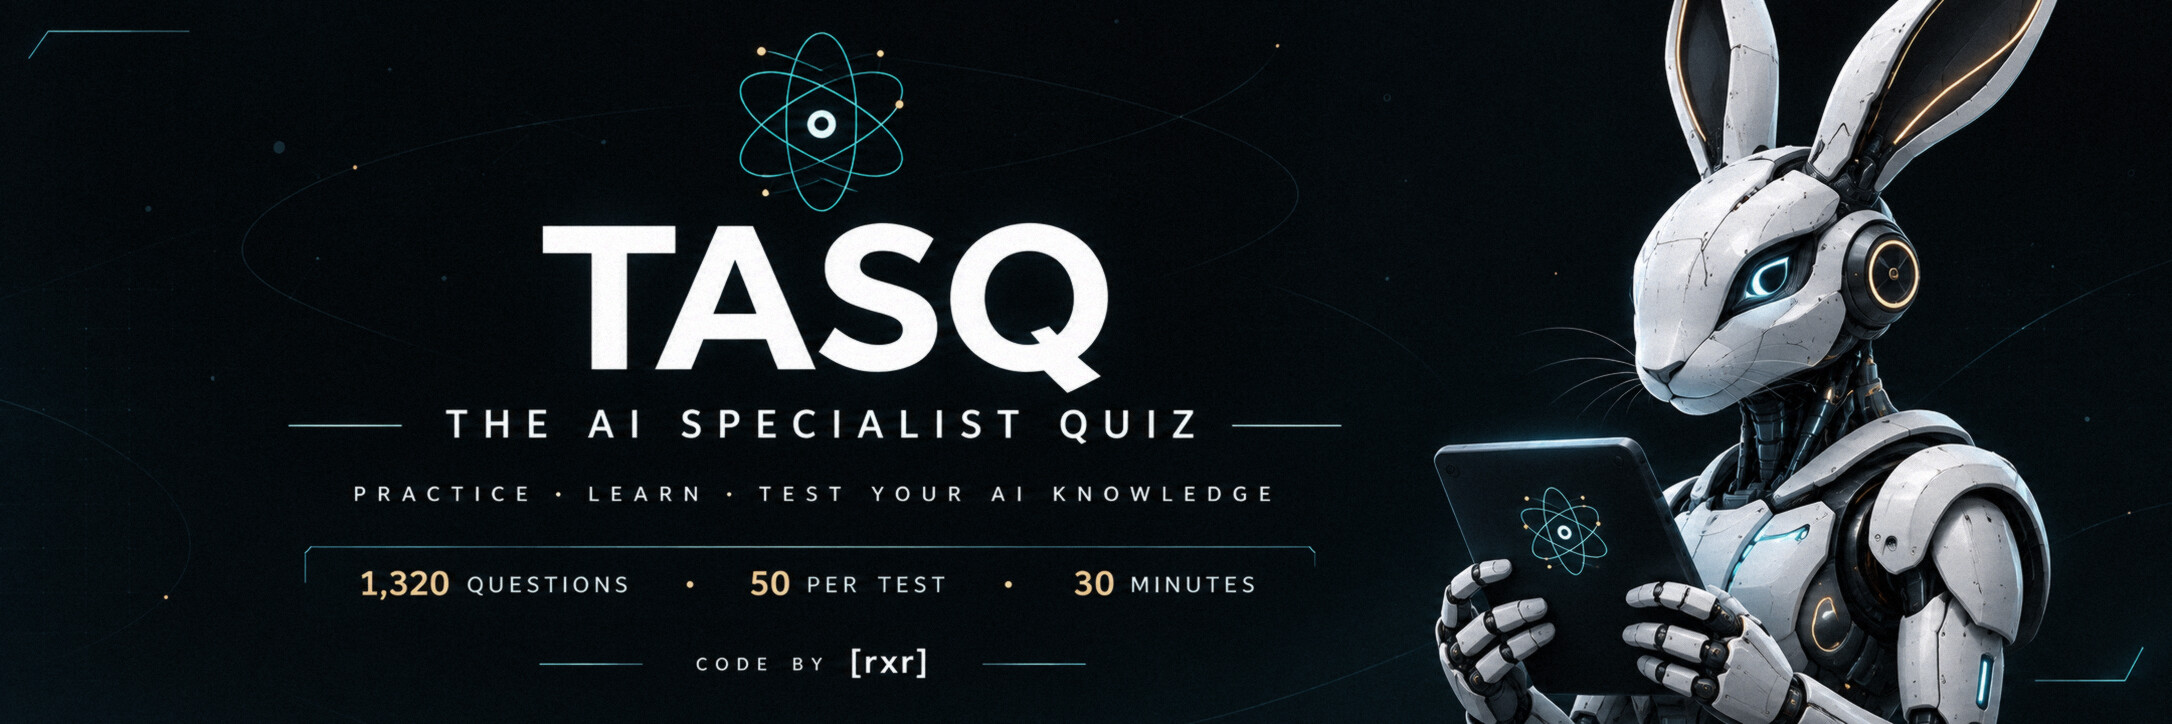 TASQ
THE AI SPECIALIST QUIZ
PRACTICE • LEARN • TEST YOUR AI KNOWLEDGE
1,320 QUESTIONS • 50 PER TEST • 30 MINUTES
CODE BY [rxr]